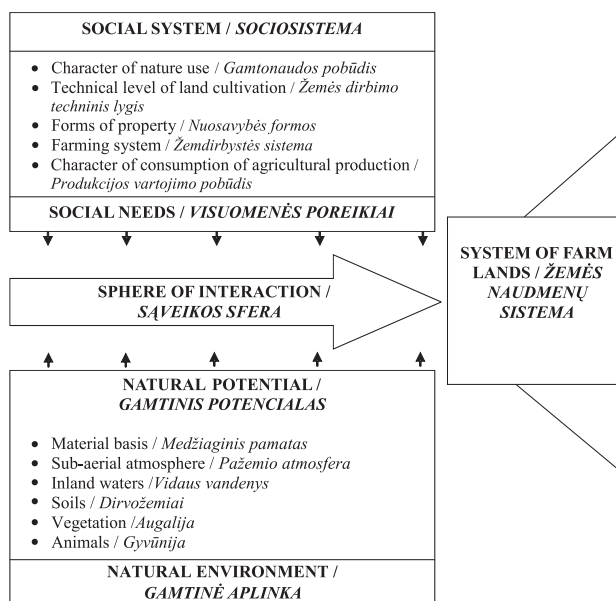 SOCIAL SYSTEM / SOCIOSISTEMA
• Character of nature use / Gamtonaudos pobūdis
• Technical level of land cultivation / Žemės dirbimo
techninis lygis
• Forms of property / Nuosavybės formos
• Farming system / Žemdirbystės sistema
• Character of consumption of agricultural production /
Produkcijos vartojimo pobūdis
SOCIAL NEEDS / VISUOMENĖS POREIKIAI
SPHERE OF INTERACTION /
SĄVEIKOS SFERA
SYSTEM OF FARM
LANDS / ŽEMĖS
NAUDMENŲ
SISTEMA
NATURAL POTENTIAL /
GAMTINIS POTENCIALAS
• Material basis / Medžiaginis pamatas
• Sub-aerial atmosphere / Pažemio atmosfera
• Inland waters /Vidaus vandenys
• Soils / Dirvožemiai
• Vegetation /Augalija
• Animals / Gyvūnija
NATURAL ENVIRONMENT /
GAMTINĖ APLINKA